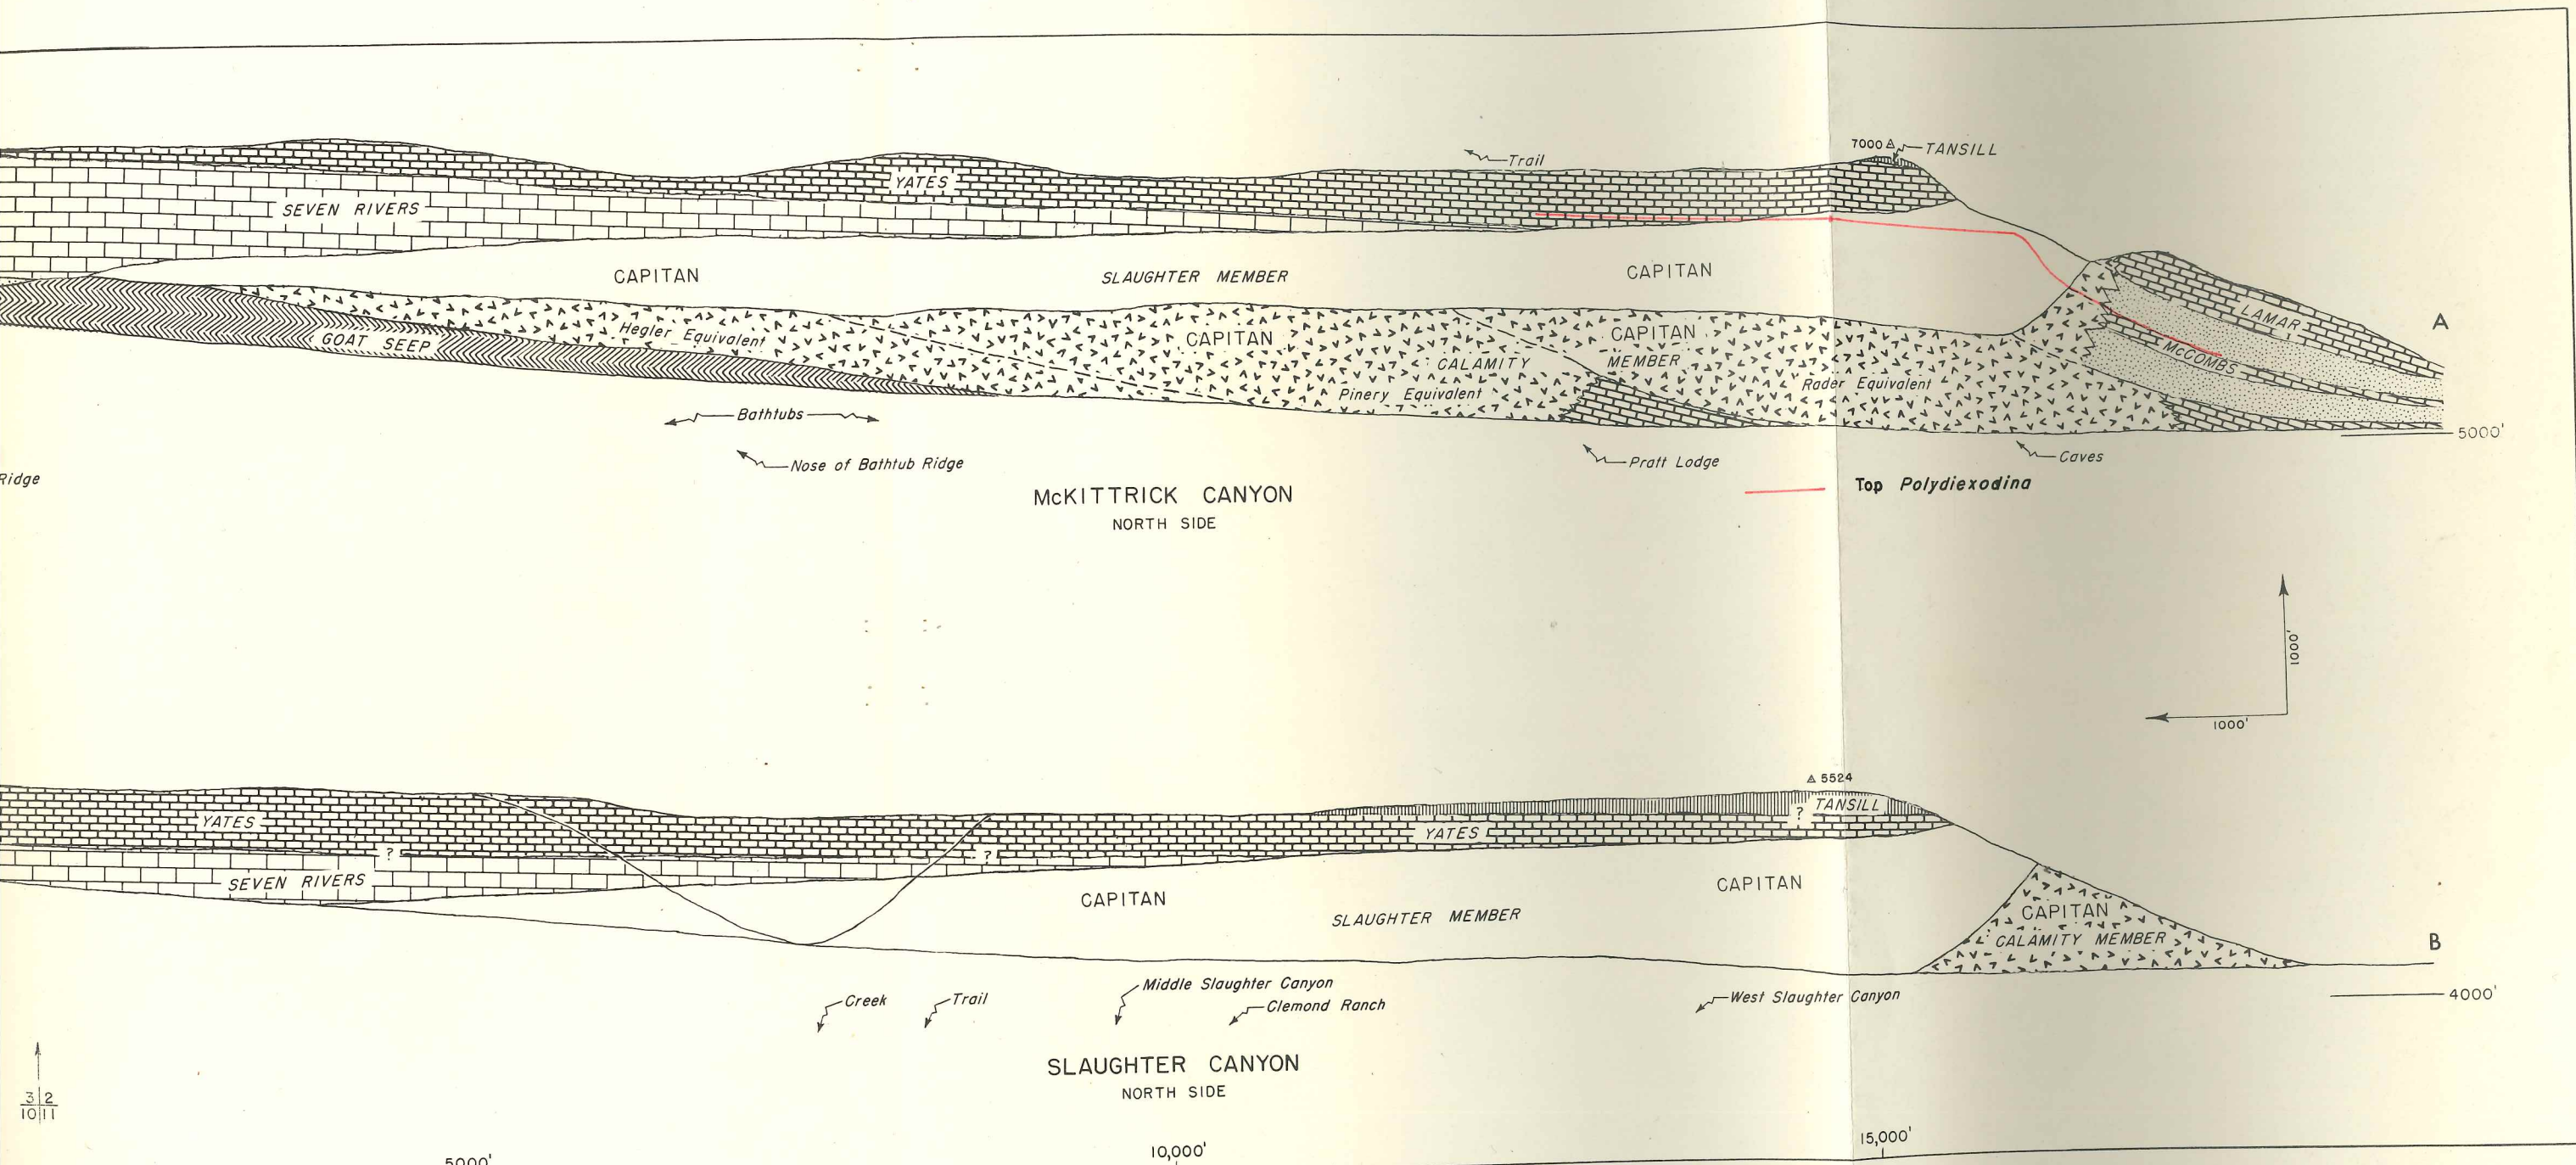 Trail
7000 TANSILL
YATES
SEVEN RIVERS
CAPITAN
SLAUGHTER MEMBER
CAPITAN
LAMAR
A
Hegler Equivalent
GOAT SEEP
CAPITAN
CAPITAN
CALAMITY MEMBER
Pinery Equivalent
Rader Equivalent
McCOMBS
5000'
Bathtubs
Nose of Bathtub Ridge
Pratt Lodge
Caves
Ridge
Top Polydiexodina
McKITTRICK CANYON
NORTH SIDE
1000'
1000'
5524
TANSILL
?
YATES
YATES
?
?
SEVEN RIVERS
CAPITAN
CAPITAN
SLAUGHTER MEMBER
CAPITAN
CALAMITY MEMBER
B
4000'
Creek
Trail
Middle Slaughter Canyon
Clemond Ranch
West Slaughter Canyon
SLAUGHTER CANYON
NORTH SIDE
3 2
10 11
5000'
10,000'
15,000'